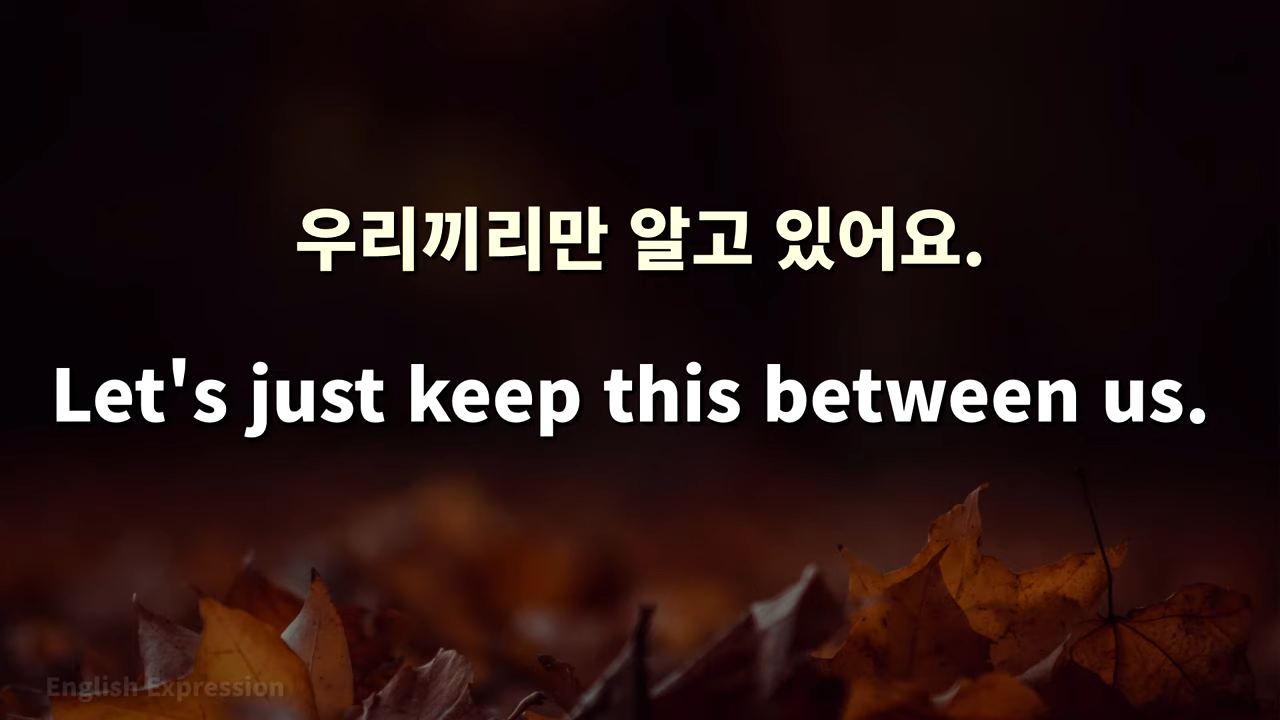 우리끼리만 알고 있어요.
Let's just keep this between us.
English Expression